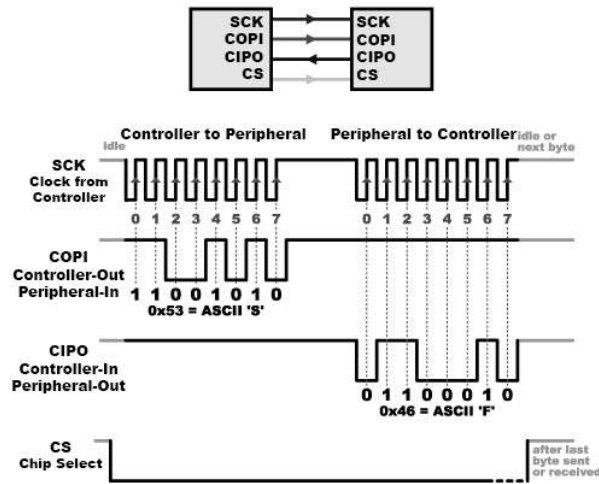 SCK SCK
COPI COPI
CIPO CIPO
CS CS
Controller to Peripheral Peripheral to Controller
idle idle or
next byte
SCK
Clock from
Controller
0 1 2 3 4 5 6 7 0 1 2 3 4 5 6 7
COPI
Controller-Out
Peripheral-In
1 1 0 0 1 0 1 0
0x53 = ASCII 'S'
CIPO
Controller-In
Peripheral-Out
0 1 1 0 0 0 1 0
0x46 = ASCII 'F'
CS
Chip Select
after last
byte sent
or received